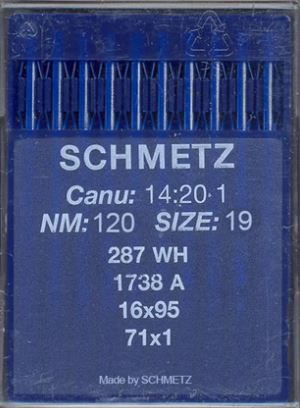 SCHMETZ
Canu: 14:20·1
NM: 120 SIZE: 19
287 WH
1738 A
16x95
71x1
Made by SCHMETZ